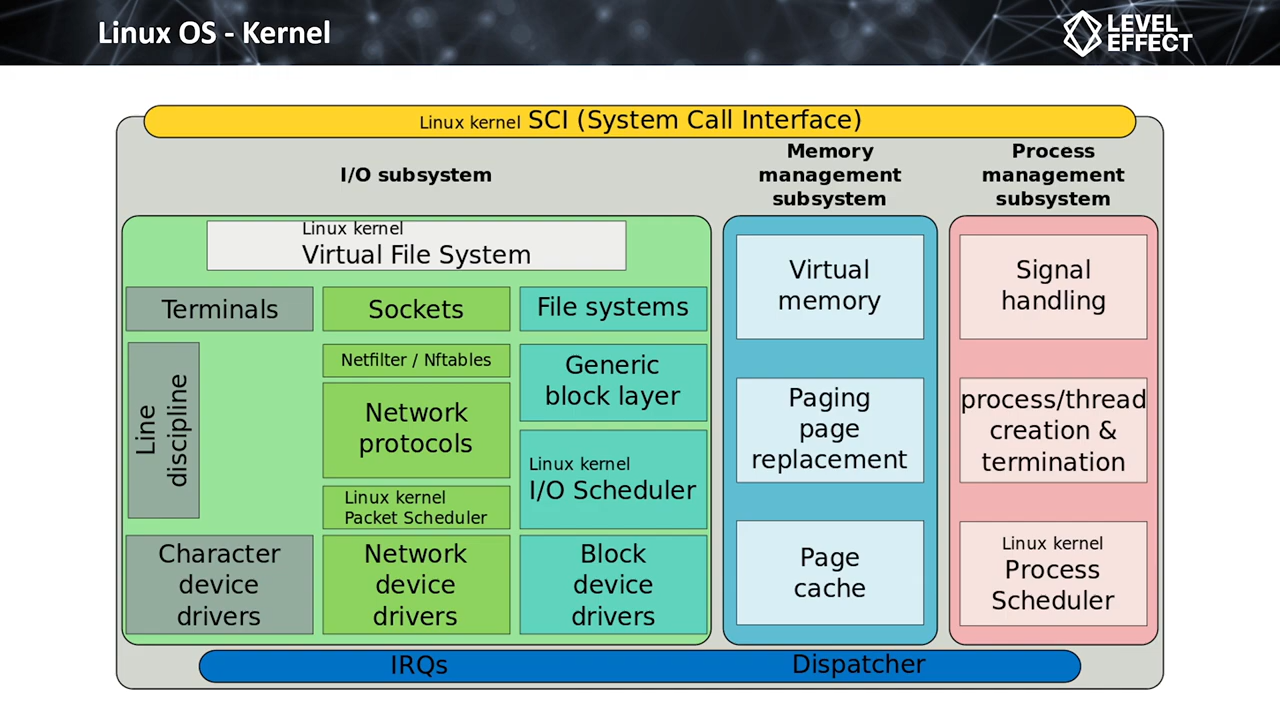 Linux OS - Kernel
LEVEL
EFFECT
Linux kernel SCI (System Call Interface)
I/O subsystem
Memory
management
subsystem
Process
management
subsystem
Linux kernel
Virtual File System
Terminals
Sockets
File systems
Line
discipline
Netfilter / Nftables
Network
protocols
Linux kernel
Packet Scheduler
Generic
block layer
Linux kernel
I/O Scheduler
Character
device
drivers
Network
device
drivers
Block
device
drivers
Virtual
memory
Paging
page
replacement
Page
cache
Signal
handling
process/thread
creation &
termination
Linux kernel
Process
Scheduler
IRQs
Dispatcher